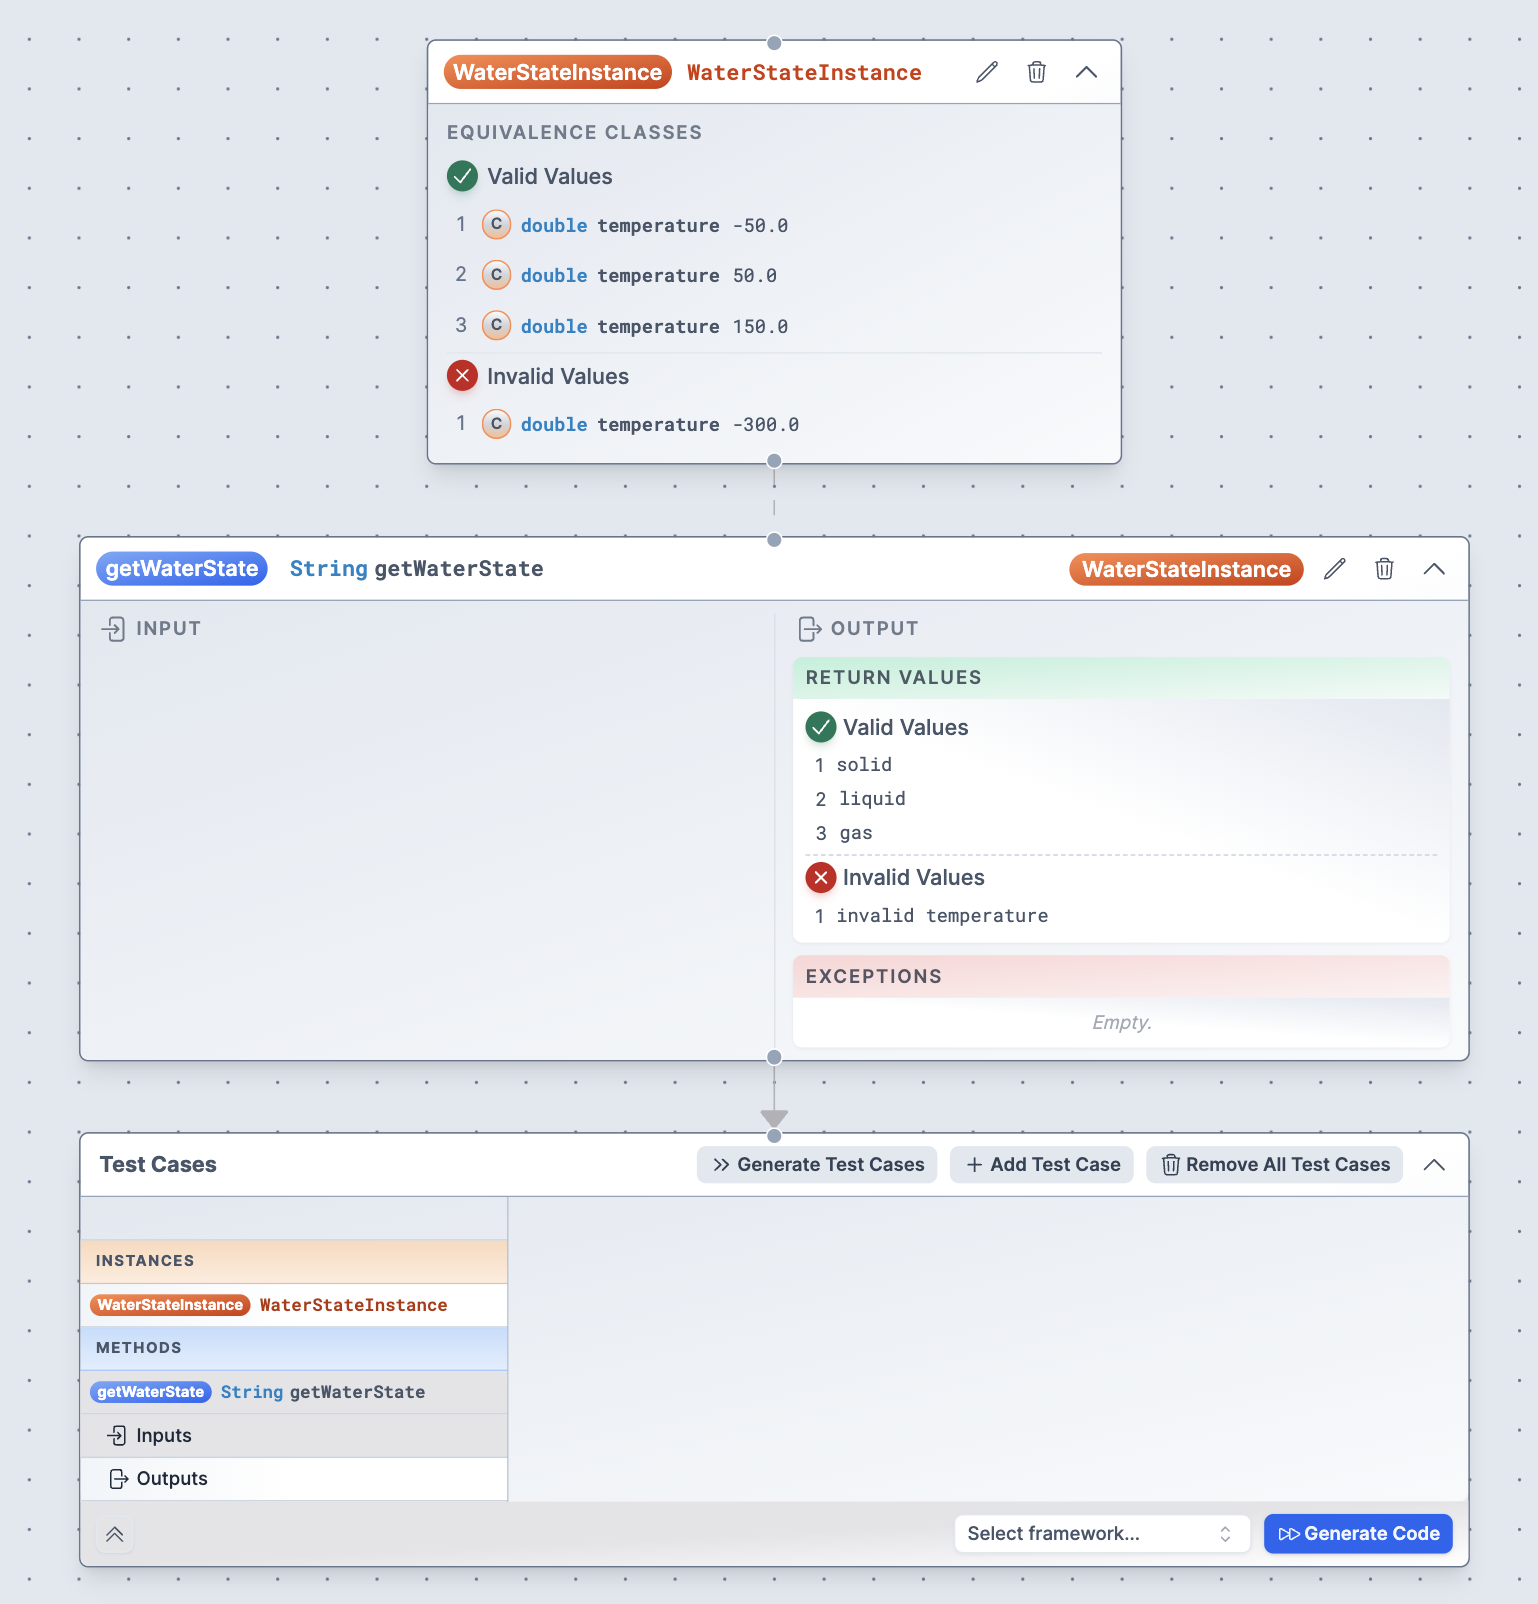 WaterStateInstance WaterStateInstance
EQUIVALENCE CLASSES
Valid Values
1 C double temperature -50.0
2 C double temperature 50.0
3 C double temperature 150.0
Invalid Values
1 C double temperature -300.0
getWaterState String getWaterState WaterStateInstance
INPUT
OUTPUT
RETURN VALUES
Valid Values
1 solid
2 liquid
3 gas
Invalid Values
1 invalid temperature
EXCEPTIONS
Empty.
Test Cases Generate Test Cases Add Test Case Remove All Test Cases
INSTANCES
WaterStateInstance WaterStateInstance
METHODS
getWaterState String getWaterState
Inputs
Outputs
Select framework... Generate Code